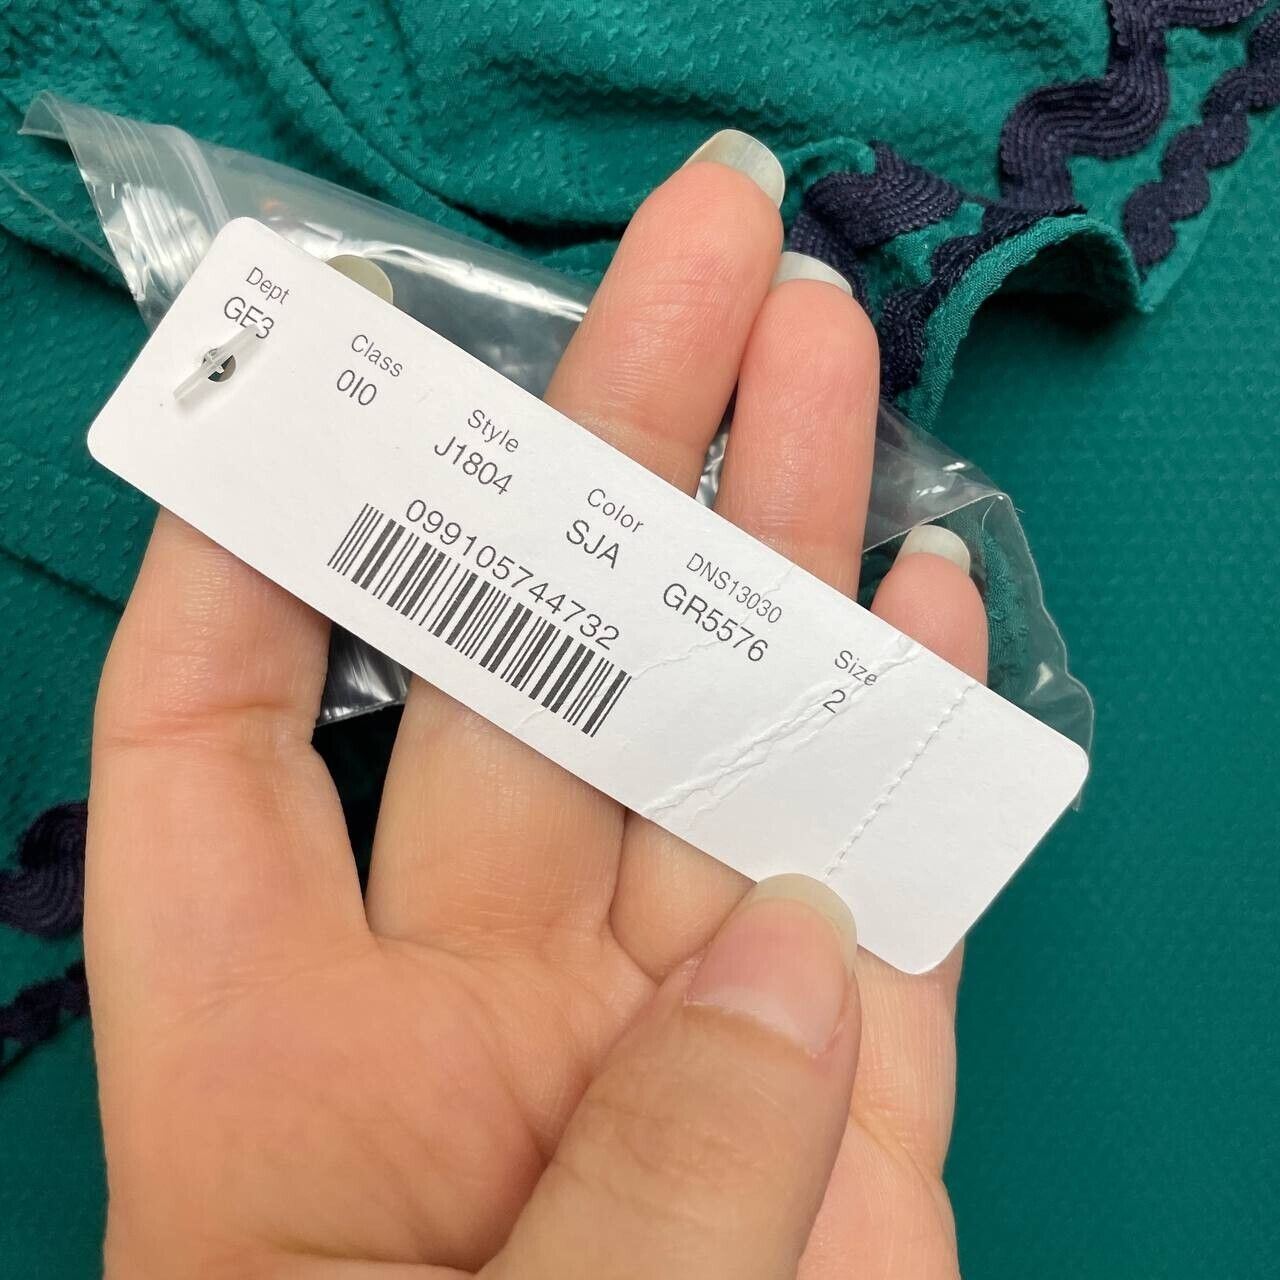 Dept
GE3
Class
0I0
Style
J1804
Color
SJA
DNS13030
GR5576
Size
2
099105744732